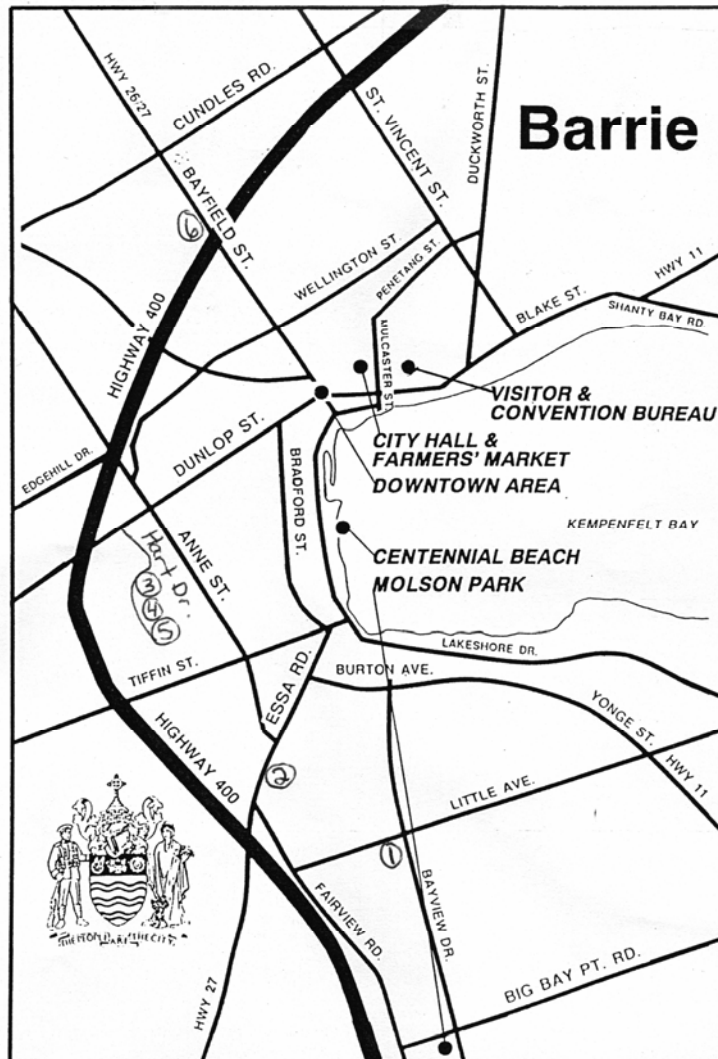 Barrie
HWY 26/27
CUNDLES RD.
ST. VINCENT ST.
DUCKWORTH ST.
BAYFIELD ST.
6
WELLINGTON ST.
PENETANG ST.
HWY 11
BLAKE ST.
SHANTY BAY RD.
HIGHWAY 400
MULCASTER ST.
VISITOR &
CONVENTION BUREAU
DUNLOP ST.
CITY HALL &
FARMERS' MARKET
EDGEHILL DR.
DOWNTOWN AREA
BRADFORD ST.
KEMPENFELT BAY
Hart Dr.
3
4
5
ANNE ST.
CENTENNIAL BEACH
MOLSON PARK
LAKESHORE DR.
TIFFIN ST.
ESSA RD.
BURTON AVE.
YONGE ST.
HWY 11
HIGHWAY 400
2
LITTLE AVE.
1
FAIRVIEW RD.
BAYVIEW DR.
BIG BAY PT. RD.
HWY 27